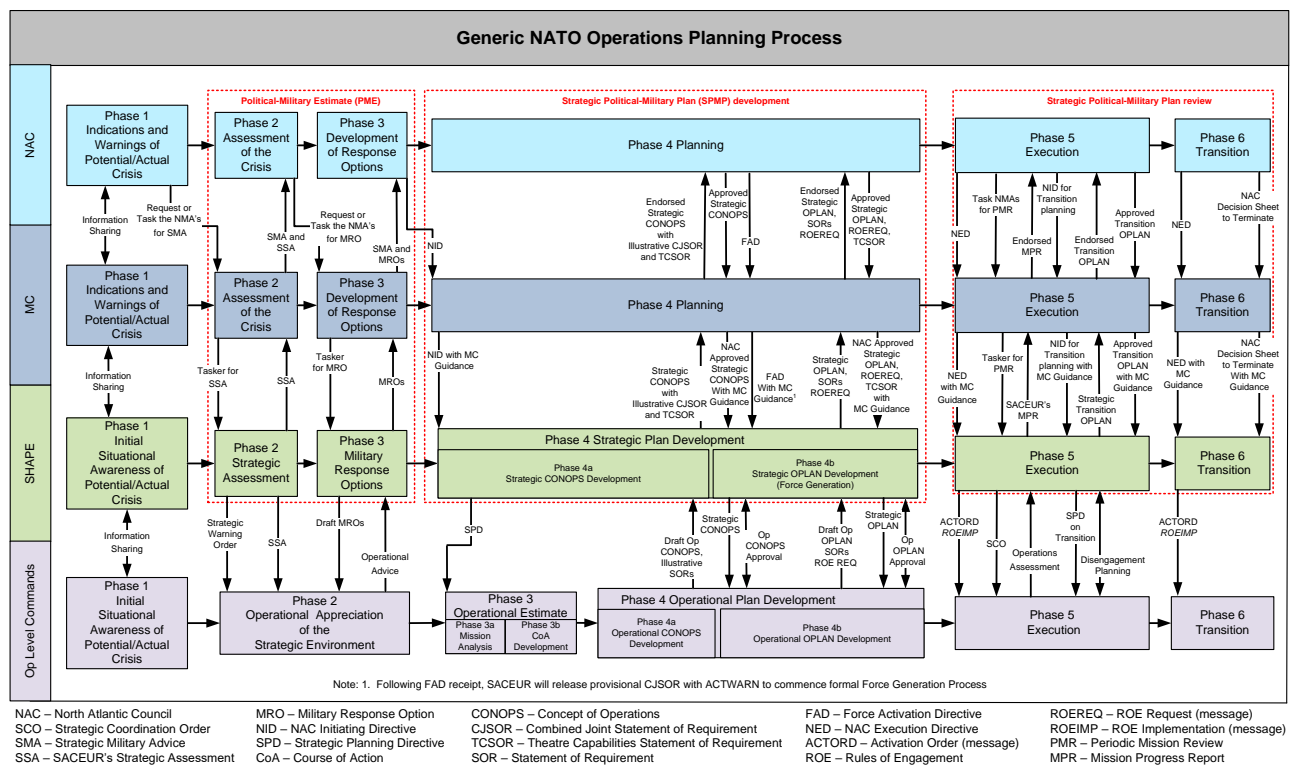 Generic NATO Operations Planning Process
NAC
Political-Military Estimate (PME)
Strategic Political-Military Plan (SPMP) development
Strategic Political-Military Plan review
Phase 1
Indications and
Warnings of
Potential/Actual
Crisis
Phase 2
Assessment
of the
Crisis
Phase 3
Development
of Response
Options
Phase 4 Planning
Phase 5
Execution
Phase 6
Transition
Information
Sharing
Request or
Task the NMA's
for SMA
SMA and
SSA
Request or
Task the NMA's
for MRO
SMA and
MROs
NID
Endorsed
Strategic
CONOPS
with
Illustrative CJSOR
and TCSOR
Approved
Strategic
CONOPS
FAD
Endorsed
Strategic
OPLAN,
SORs
ROEREQ
Approved
Strategic
OPLAN,
ROEREQ,
TCSOR
NED
Task NMAs
for PMR
Endorsed
MPR
NID for
Transition
planning
Endorsed
Transition
OPLAN
Approved
Transition
OPLAN
NED
NAC
Decision Sheet
to Terminate
MC
Phase 1
Indications and
Warnings of
Potential/Actual
Crisis
Phase 2
Assessment
of the
Crisis
Phase 3
Development
of Response
Options
Phase 4 Planning
Phase 5
Execution
Phase 6
Transition
Information
Sharing
Tasker for
SSA
SSA
Tasker
for MRO
MROs
NID with MC
Guidance
Strategic
CONOPS
with
Illustrative CJSOR
and TCSOR
NAC
Approved
Strategic
CONOPS
With MC
Guidance
FAD
With MC
Guidance1
Strategic
OPLAN,
SORs
ROEREQ
NAC Approved
Strategic
OPLAN,
ROEREQ,
TCSOR
with
MC Guidance
NED
with MC
Guidance
Tasker for
PMR
SACEUR's
MPR
NID for
Transition
planning with
MC Guidance
Strategic
Transition
OPLAN
Approved
Transition
OPLAN
with MC
Guidance
NED with
MC
Guidance
NAC
Decision Sheet
to Terminate
With MC
Guidance
SHAPE
Phase 1
Initial
Situational
Awareness of
Potential/Actual
Crisis
Phase 2
Strategic
Assessment
Phase 3
Military
Response
Options
Phase 4 Strategic Plan Development
Phase 4a
Strategic CONOPS Development
Phase 4b
Strategic OPLAN Development
(Force Generation)
Phase 5
Execution
Phase 6
Transition
Information
Sharing
Strategic
Warning
Order
SSA
Draft MROs
Operational
Advice
SPD
Draft Op
CONOPS,
Illustrative
SORs
Strategic
CONOPS
Op
CONOPS
Approval
Draft Op
OPLAN
SORs
ROE REQ
Strategic
OPLAN
Op
OPLAN
Approval
ACTORD
ROEIMP
SCO
Operations
Assessment
SPD
on
Transition
Disengagement
Planning
ACTORD
ROEIMP
Op Level Commands
Phase 1
Initial
Situational
Awareness of
Potential/Actual
Crisis
Phase 2
Operational Appreciation
of the
Strategic Environment
Phase 3
Operational Estimate
Phase 3a
Mission
Analysis
Phase 3b
CoA
Development
Phase 4 Operational Plan Development
Phase 4a
Operational CONOPS
Development
Phase 4b
Operational OPLAN Development
Phase 5
Execution
Phase 6
Transition
Note: 1. Following FAD receipt, SACEUR will release provisional CJSOR with ACTWARN to commence formal Force Generation Process
NAC – North Atlantic Council
SCO – Strategic Coordination Order
SMA – Strategic Military Advice
SSA – SACEUR's Strategic Assessment
MRO – Military Response Option
NID – NAC Initiating Directive
SPD – Strategic Planning Directive
CoA – Course of Action
CONOPS – Concept of Operations
CJSOR – Combined Joint Statement of Requirement
TCSOR – Theatre Capabilities Statement of Requirement
SOR – Statement of Requirement
FAD – Force Activation Directive
NED – NAC Execution Directive
ACTORD – Activation Order (message)
ROE – Rules of Engagement
ROEREQ – ROE Request (message)
ROEIMP – ROE Implementation (message)
PMR – Periodic Mission Review
MPR – Mission Progress Report